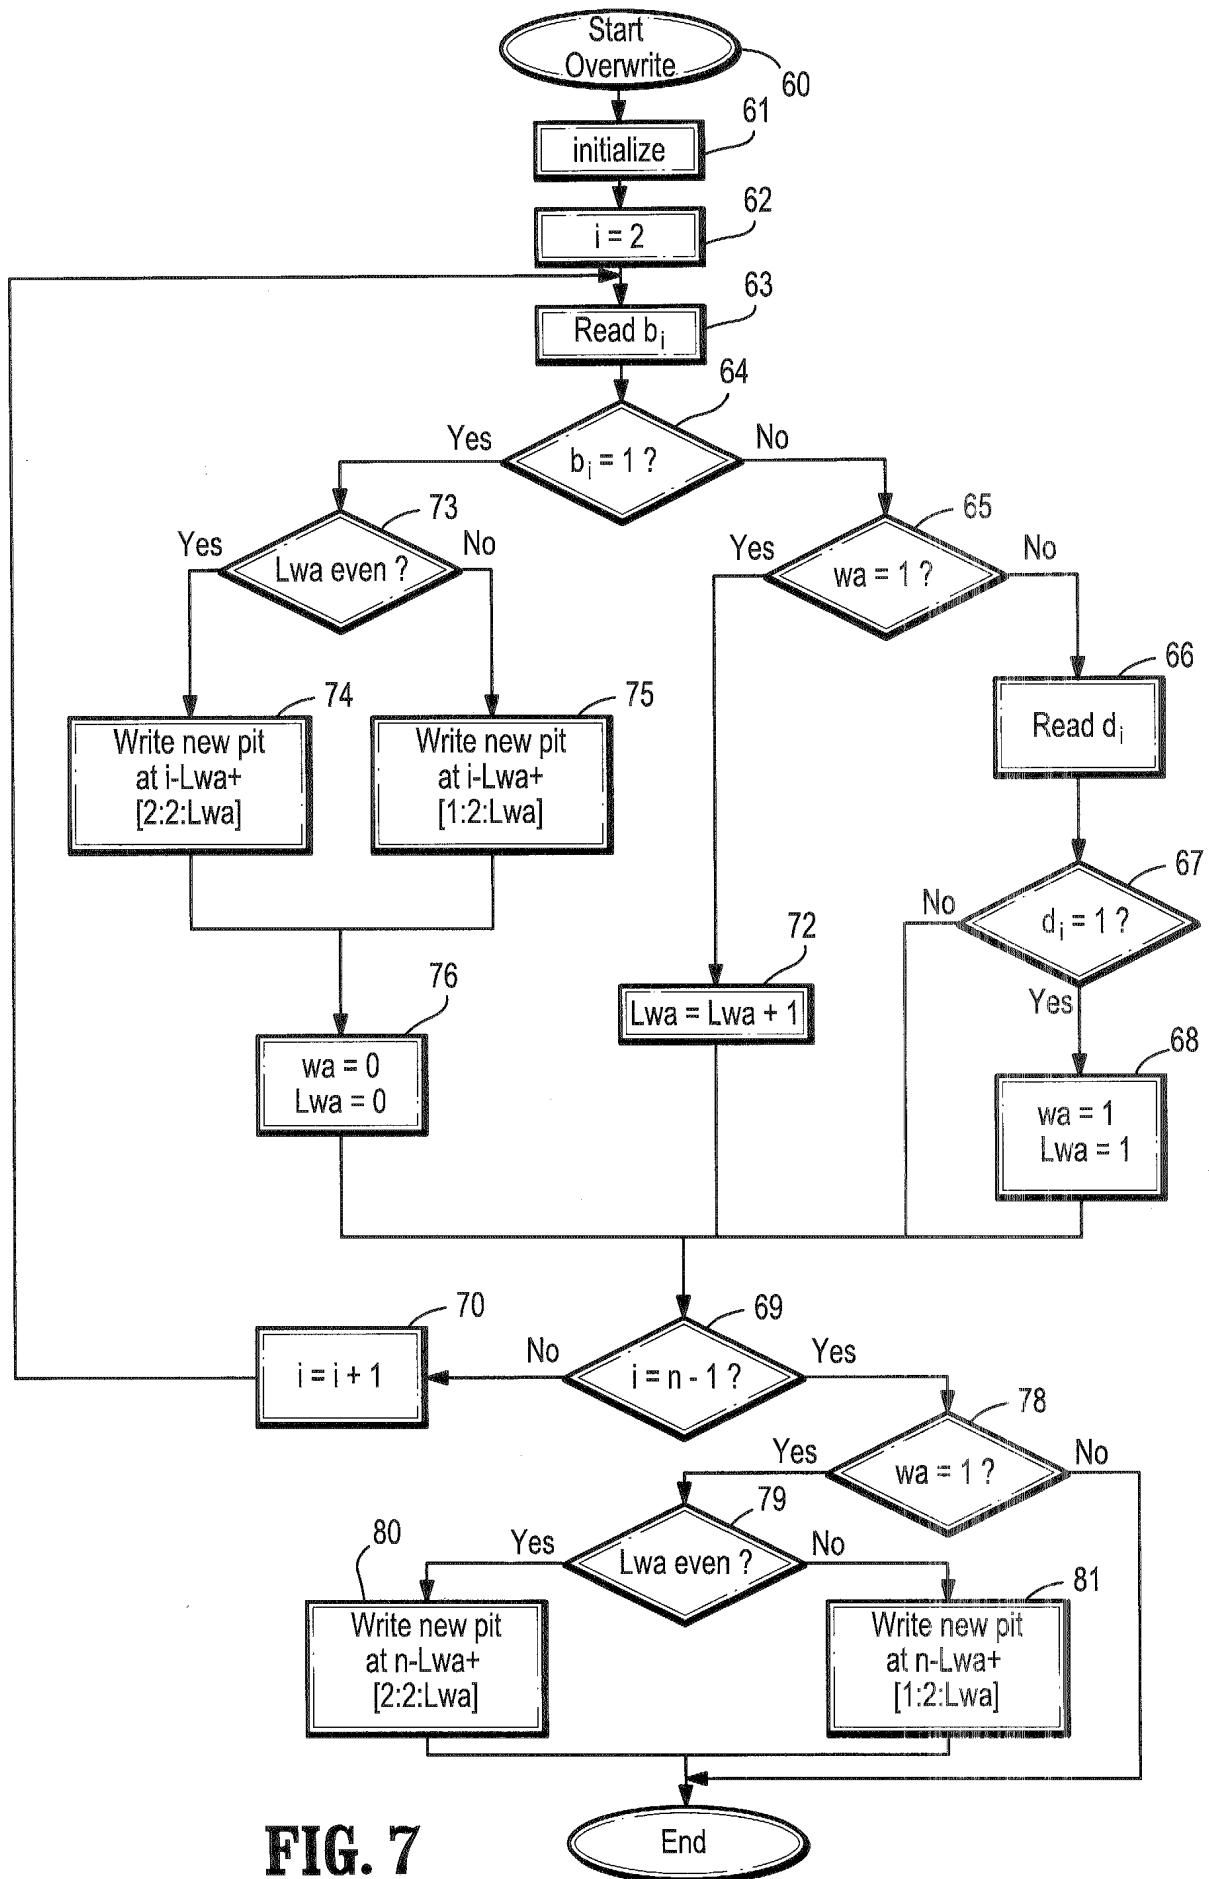 Start
Overwrite
60
61
initialize
62
i = 2
63
Read bi
64
Yes
No
bi = 1 ?
73
65
Yes
No
Yes
No
Lwa even ?
wa = 1 ?
66
74
75
Read di
Write new pit
at i-Lwa+
[2:2:Lwa]
Write new pit
at i-Lwa+
[1:2:Lwa]
67
No
di = 1 ?
72
Yes
76
Lwa = Lwa + 1
68
wa = 0
Lwa = 0
wa = 1
Lwa = 1
70
69
No
Yes
i = i + 1
i = n - 1 ?
78
Yes
No
wa = 1 ?
79
80
Yes
No
Lwa even ?
81
Write new pit
at n-Lwa+
[2:2:Lwa]
Write new pit
at n-Lwa+
[1:2:Lwa]
End
FIG. 7